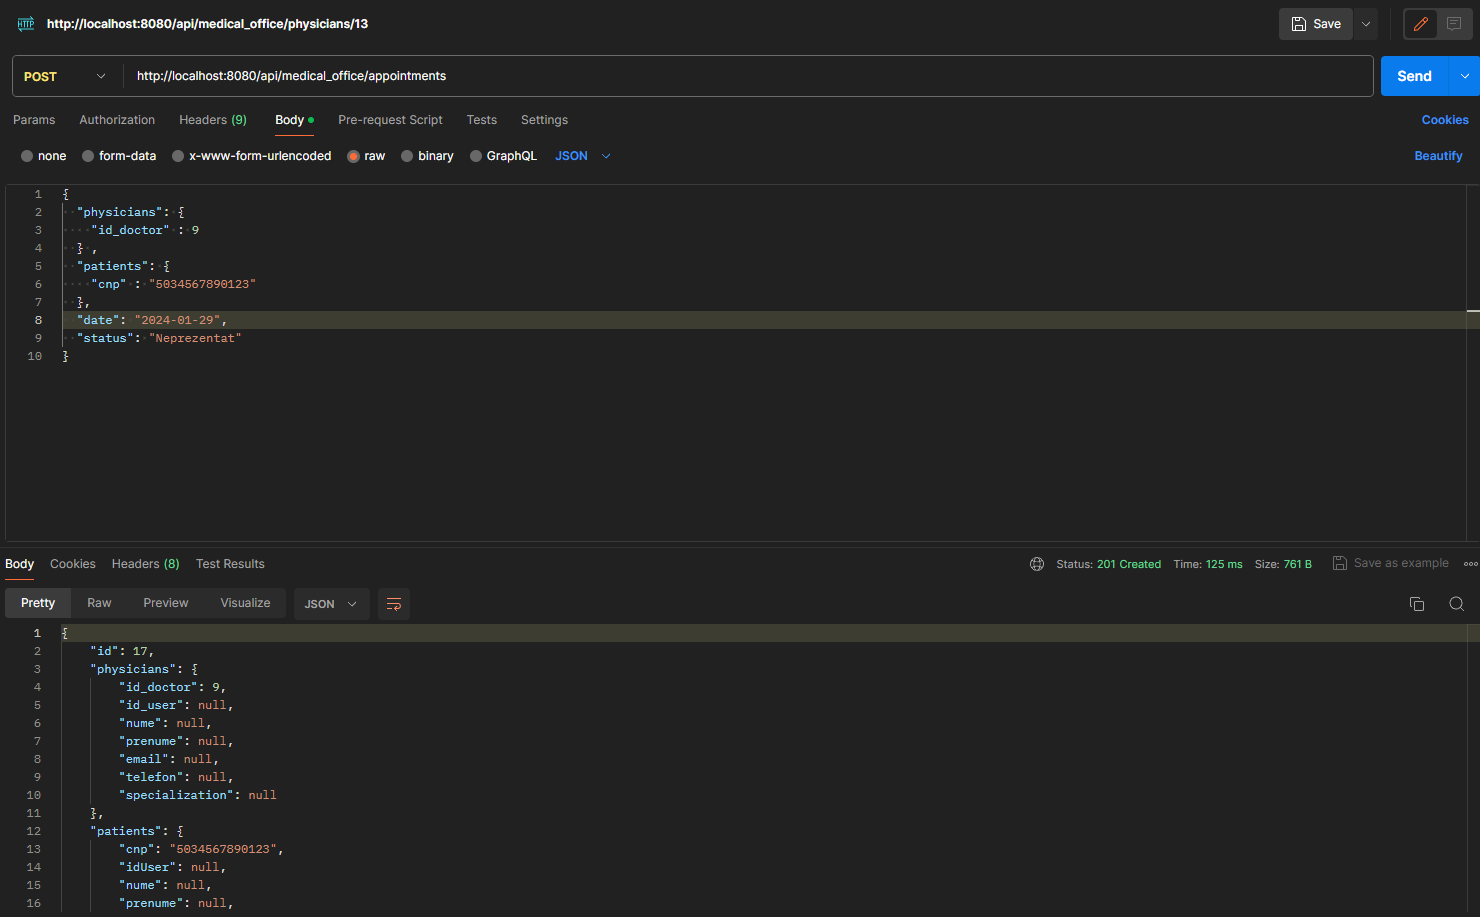 HTTP http://localhost:8080/api/medical_office/physicians/13 Save
POST http://localhost:8080/api/medical_office/appointments Send
Params Authorization Headers (9) Body Pre-request Script Tests Settings Cookies
none form-data x-www-form-urlencoded raw binary GraphQL JSON Beautify
1 {
2 "physicians": {
3 "id_doctor" : 9
4 } ,
5 "patients": {
6 "cnp" : "5034567890123"
7 },
8 "date": "2024-01-29",
9 "status": "Neprezentat"
10 }
Body Cookies Headers (8) Test Results Status: 201 Created Time: 125 ms Size: 761 B Save as example
Pretty Raw Preview Visualize JSON
1 {
2 "id": 17,
3 "physicians": {
4 "id_doctor": 9,
5 "id_user": null,
6 "nume": null,
7 "prenume": null,
8 "email": null,
9 "telefon": null,
10 "specialization": null
11 },
12 "patients": {
13 "cnp": "5034567890123",
14 "idUser": null,
15 "nume": null,
16 "prenume": null,